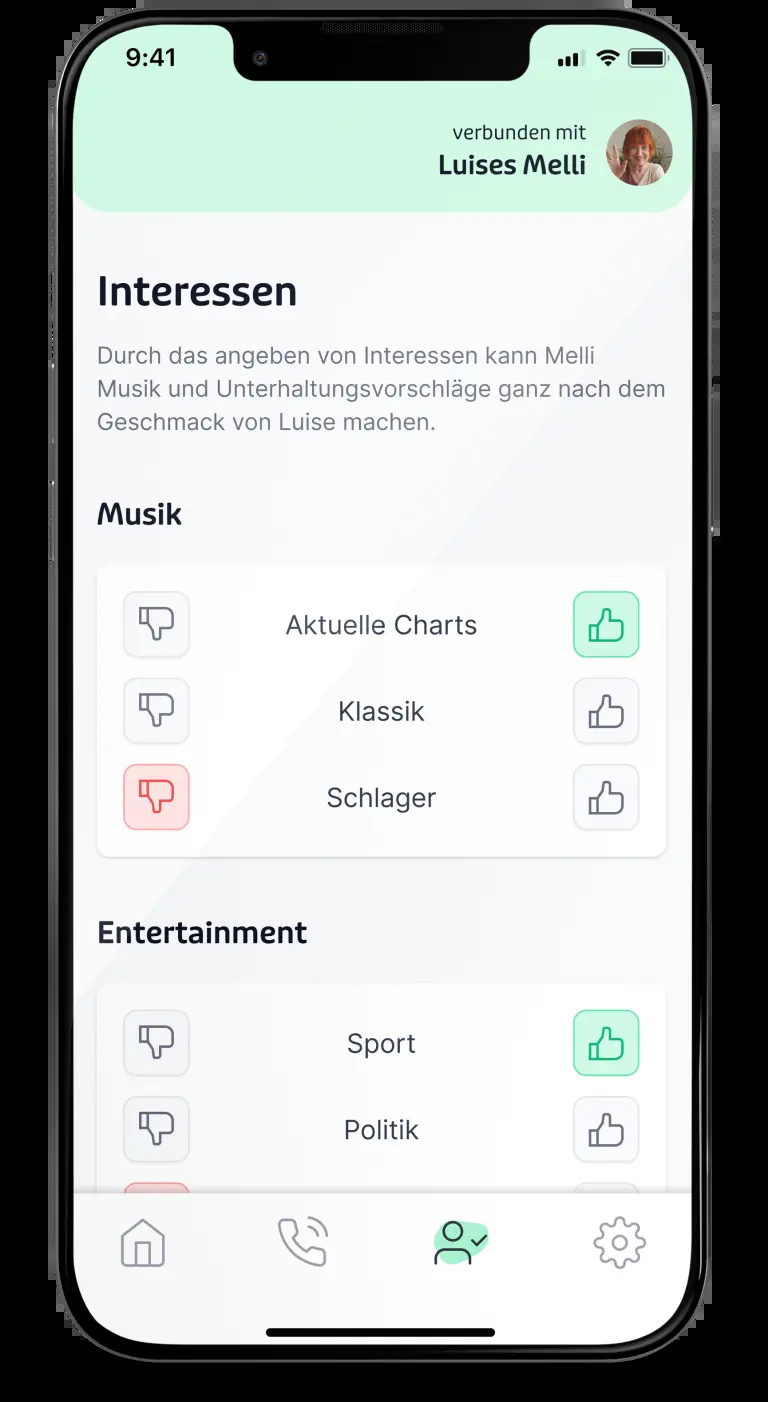 9:41
verbunden mit
Luises Melli
Interessen
Durch das angeben von Interessen kann Melli
Musik und Unterhaltungsvorschläge ganz nach dem
Geschmack von Luise machen.
Musik
Aktuelle Charts
Klassik
Schlager
Entertainment
Sport
Politik